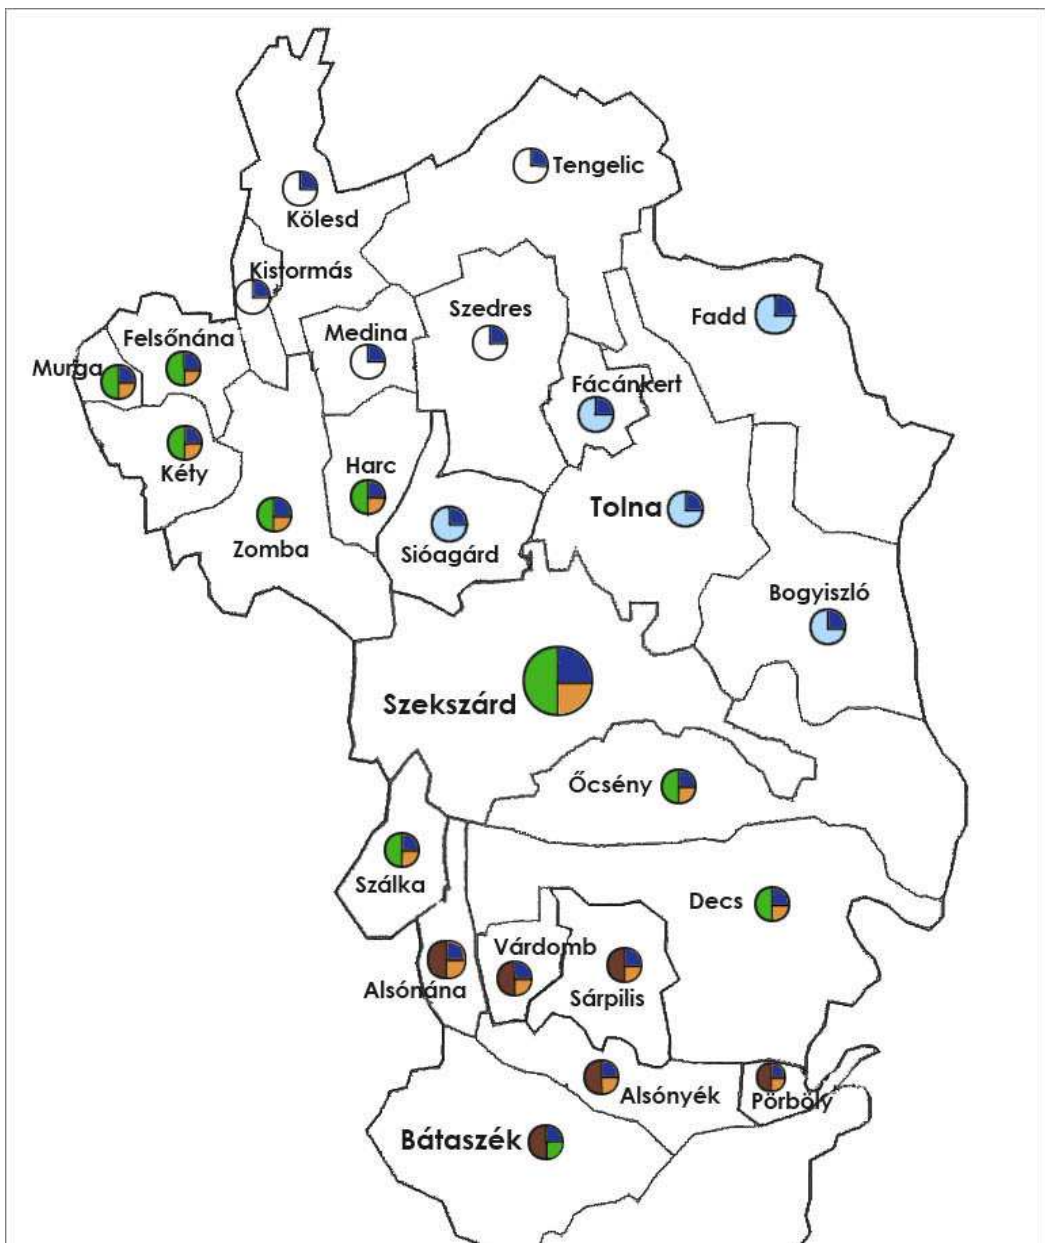 Tengelic
Kölesd
Kistormás
Szedres
Fadd
Medina
Felsőnána
Murga
Fácánkert
Kéty
Harc
Tolna
Zomba
Sióagárd
Bogyiszló
Szekszárd
Őcsény
Szálka
Decs
Várdomb
Alsónána
Sárpilis
Alsónyék
Pörböly
Bátaszék